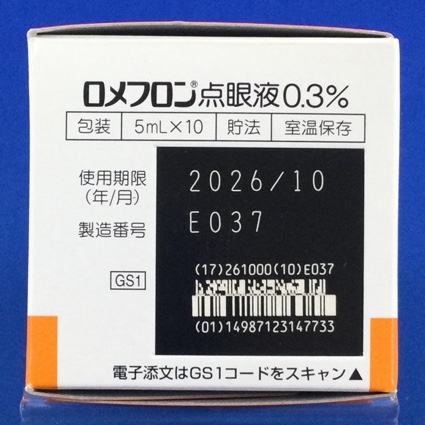 ロメフロン®点眼液0.3%
包装 5mL×10 貯法 室温保存
使用期限 2026/10
(年/月)
製造番号 E037
(17)261000(10)E037
GS1
(01)14987123147733
電子添文はGS1コードをスキャン▲